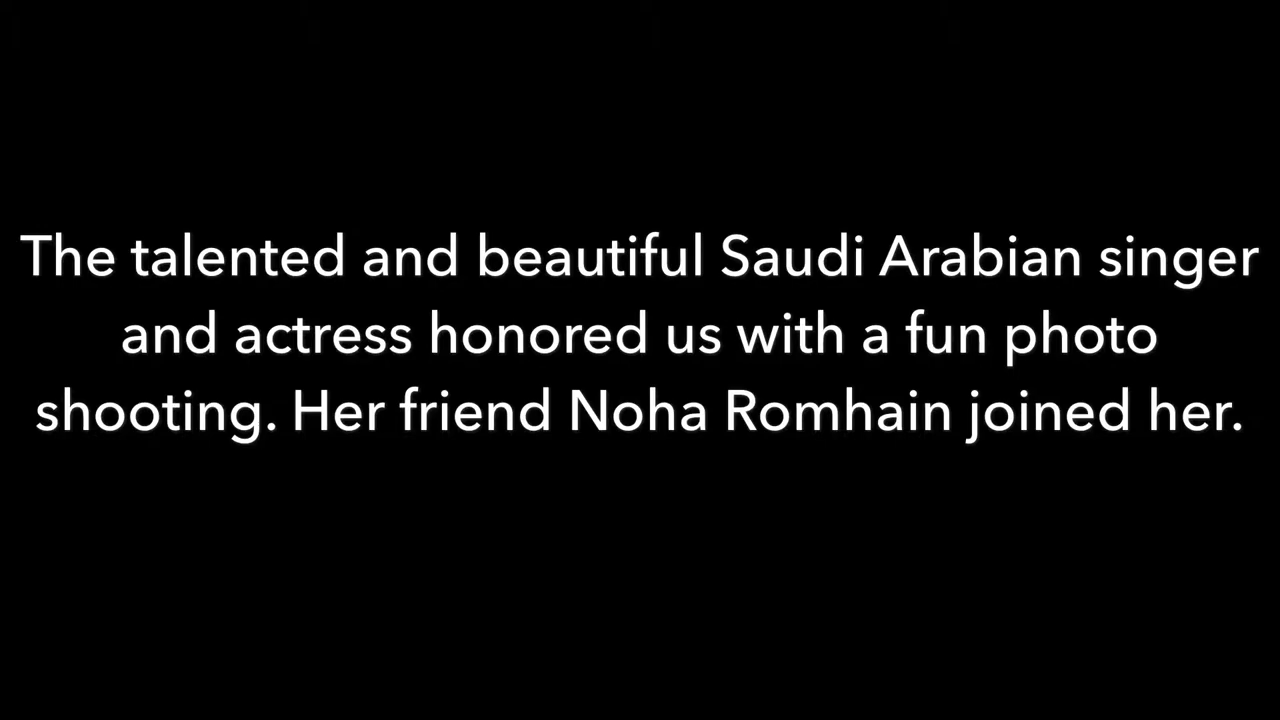 The talented and beautiful Saudi Arabian singer
and actress honored us with a fun photo
shooting. Her friend Noha Romhain joined her.